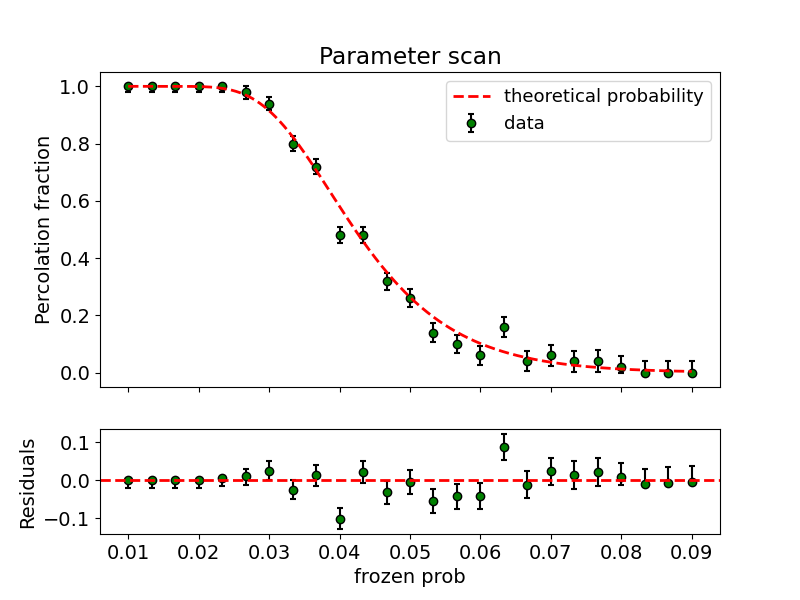 Parameter scan
1.0
0.8
0.6
0.4
0.2
0.0
Percolation fraction
theoretical probability
data
0.1
0.0
−0.1
Residuals
0.01 0.02 0.03 0.04 0.05 0.06 0.07 0.08 0.09
frozen prob